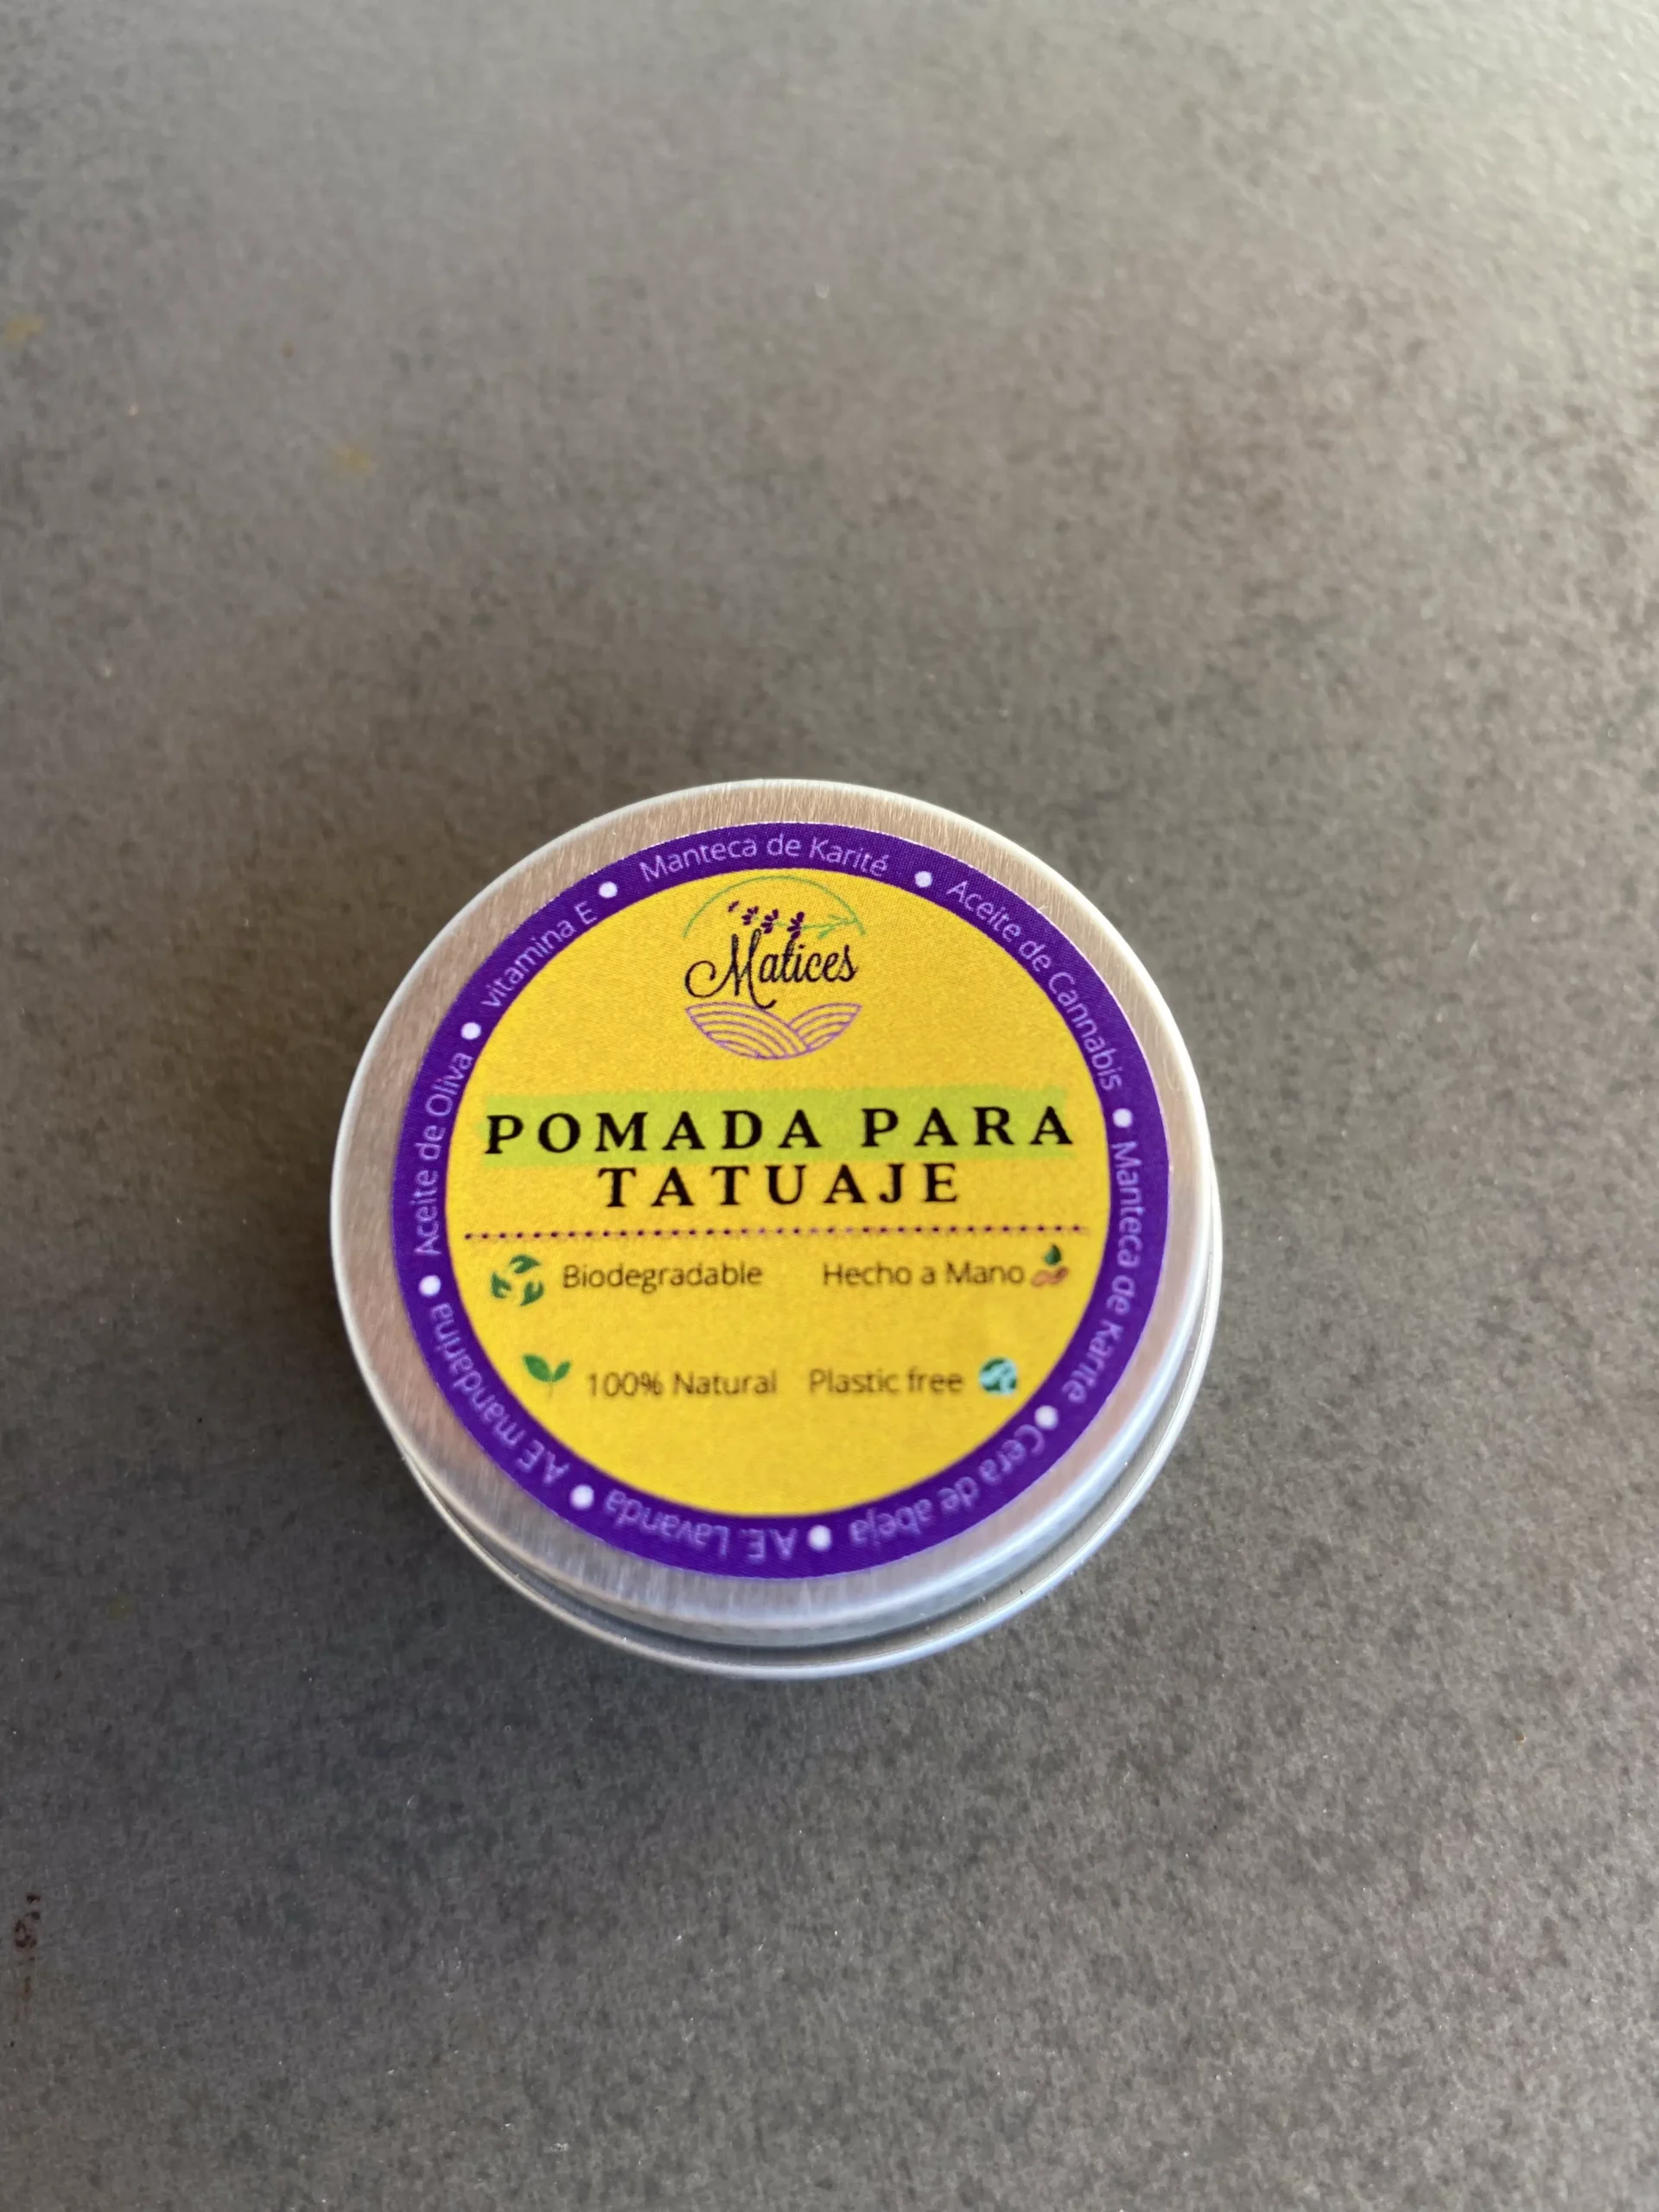 Manteca de Karité • Aceite de Cannabis • Manteca de Karite • Cera de abeja • A.E. Lavanda • A.E mandarina • Aceite de Oliva • vitamina E •
Matices
POMADA PARA
TATUAJE
Biodegradable Hecho a Mano
100% Natural Plastic free